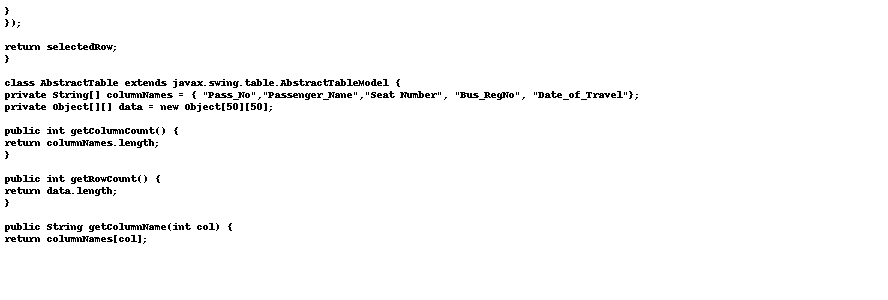 }
});
return selectedRow;
}
class AbstractTable extends javax.swing.table.AbstractTableModel {
private String[] columnNames = { "Pass_No","Passenger_Name","Seat Number", "Bus_RegNo", "Date_of_Travel"};
private Object[][] data = new Object[50][50];
public int getColumnCount() {
return columnNames.length;
}
public int getRowCount() {
return data.length;
}
public String getColumnName(int col) {
return columnNames[col];